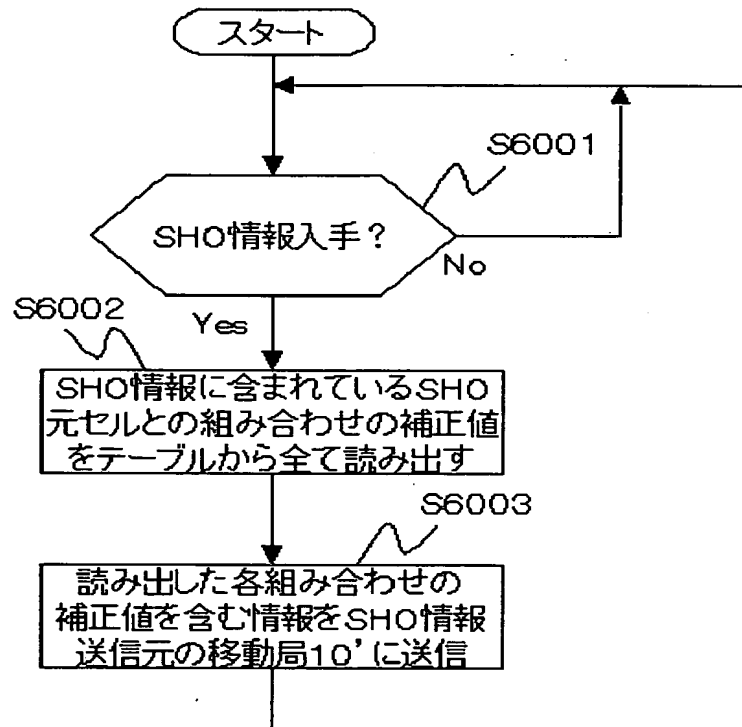 スタート
S6001
SHO情報入手?
No
Yes
S6002
SHO情報に含まれているSHO
元セルとの組み合わせの補正値
をテーブルから全て読み出す
S6003
読み出した各組み合わせの
補正値を含む情報をSHO情報
送信元の移動局10'に送信